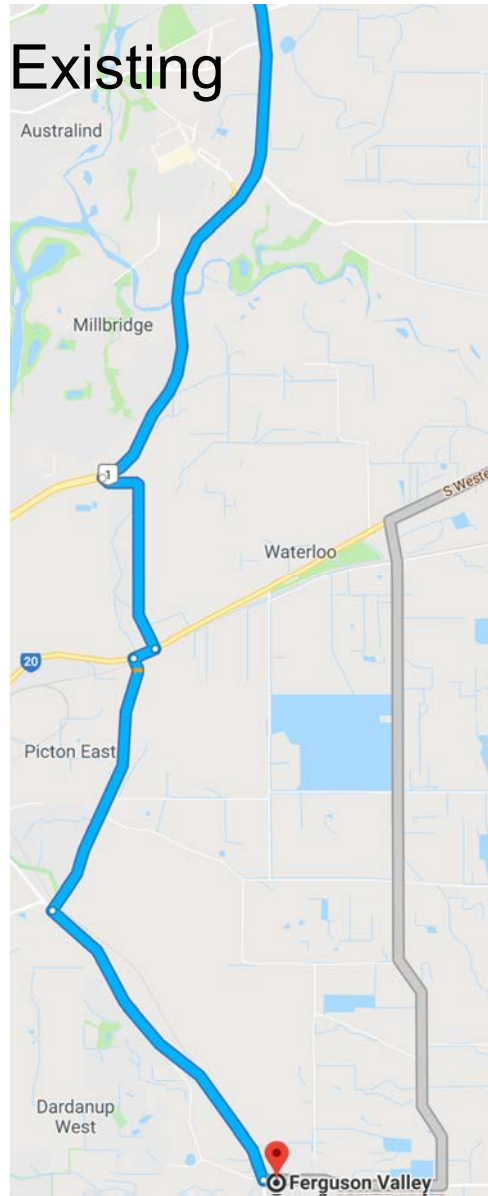 Existing
Australind
Millbridge
1
S Weste
Waterloo
20
Picton East
Dardanup
West
Ferguson Valley